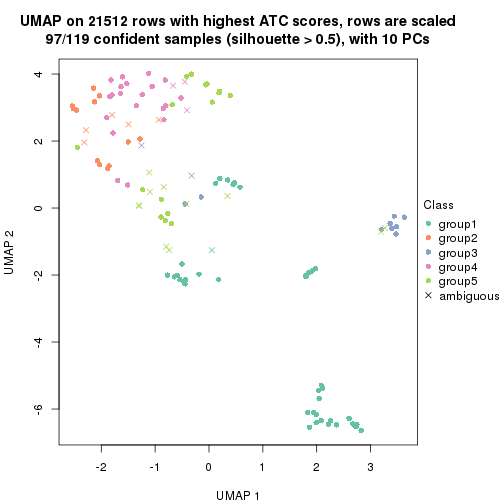 UMAP on 21512 rows with highest ATC scores, rows are scaled
97/119 confident samples (silhouette > 0.5), with 10 PCs
UMAP 2
4
2
0
-2
-4
-6
-2
-1
0
1
2
3
UMAP 1
Class
group1
group2
group3
group4
group5
ambiguous